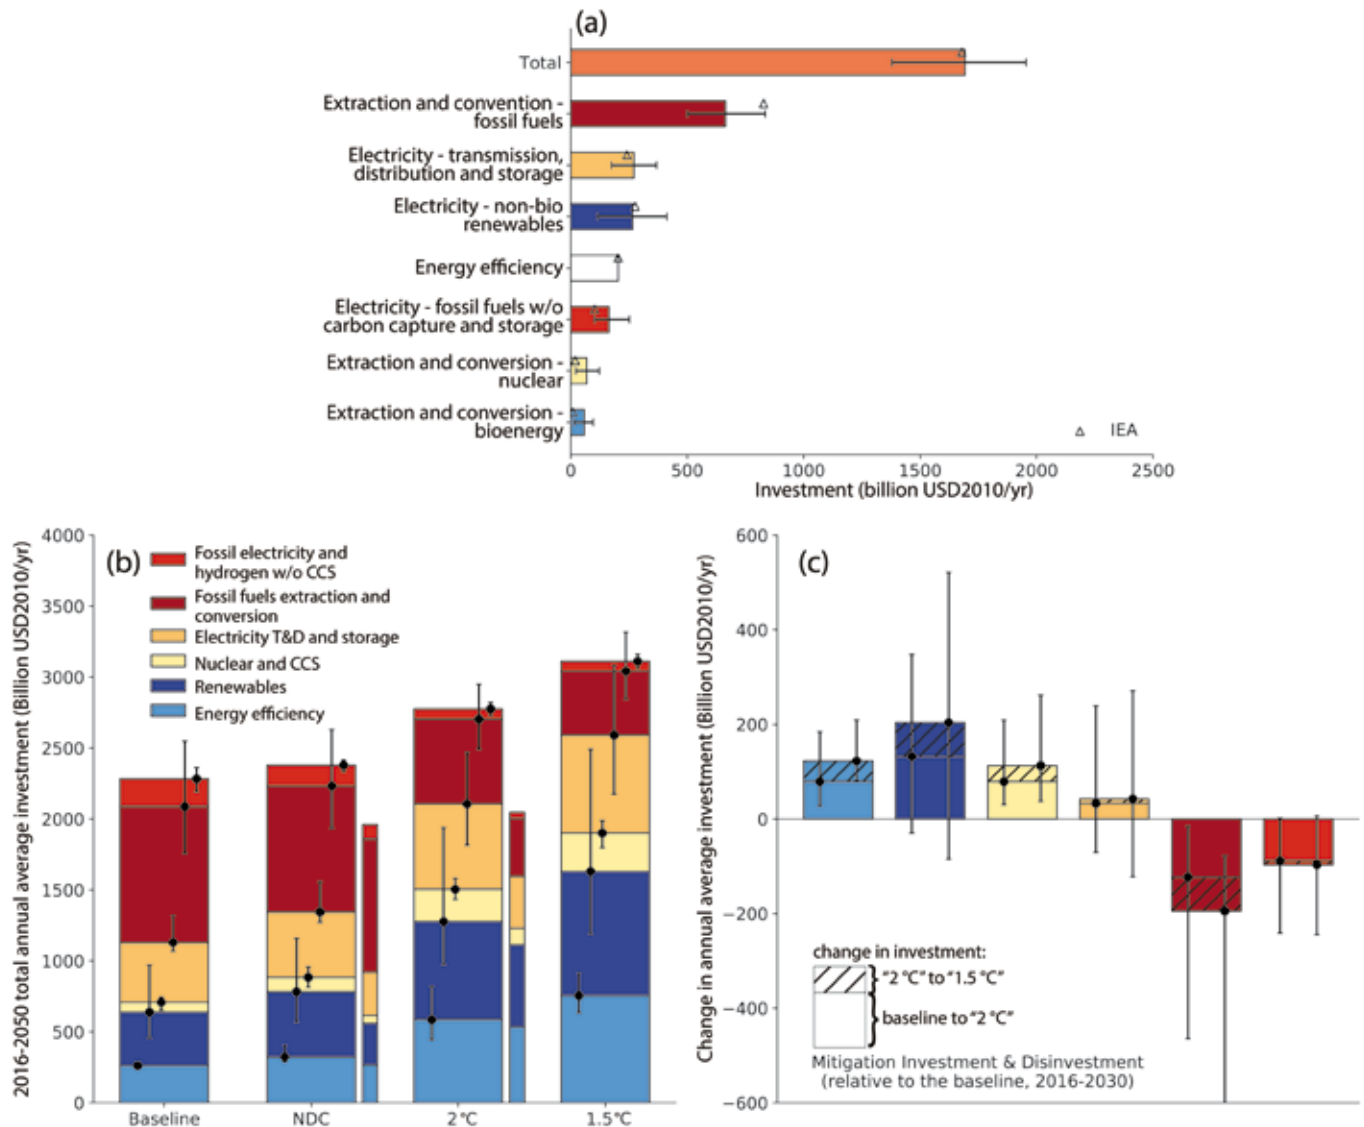 (a)
Total
Extraction and convention -
fossil fuels
Electricity - transmission,
distribution and storage
Electricity - non-bio
renewables
Energy efficiency
Electricity - fossil fuels w/o
carbon capture and storage
Extraction and conversion -
nuclear
Extraction and conversion -
bioenergy
IEA
0 500 1000 1500 2000 2500
Investment (billion USD2010/yr)
2016-2050 total annual average investment (Billion USD2010/yr)
4000
3500
3000
2500
2000
1500
1000
500
0
(b)
Fossil electricity and
hydrogen w/o CCS
Fossil fuels extraction and
conversion
Electricity T&D and storage
Nuclear and CCS
Renewables
Energy efficiency
Baseline NDC 2°C 1.5°C
Change in annual average investment (Billion USD2010/yr)
600
400
200
0
−200
−400
−600
(c)
change in investment:
"2 °C" to "1.5 °C"
baseline to "2 °C"
Mitigation Investment & Disinvestment
(relative to the baseline, 2016-2030)